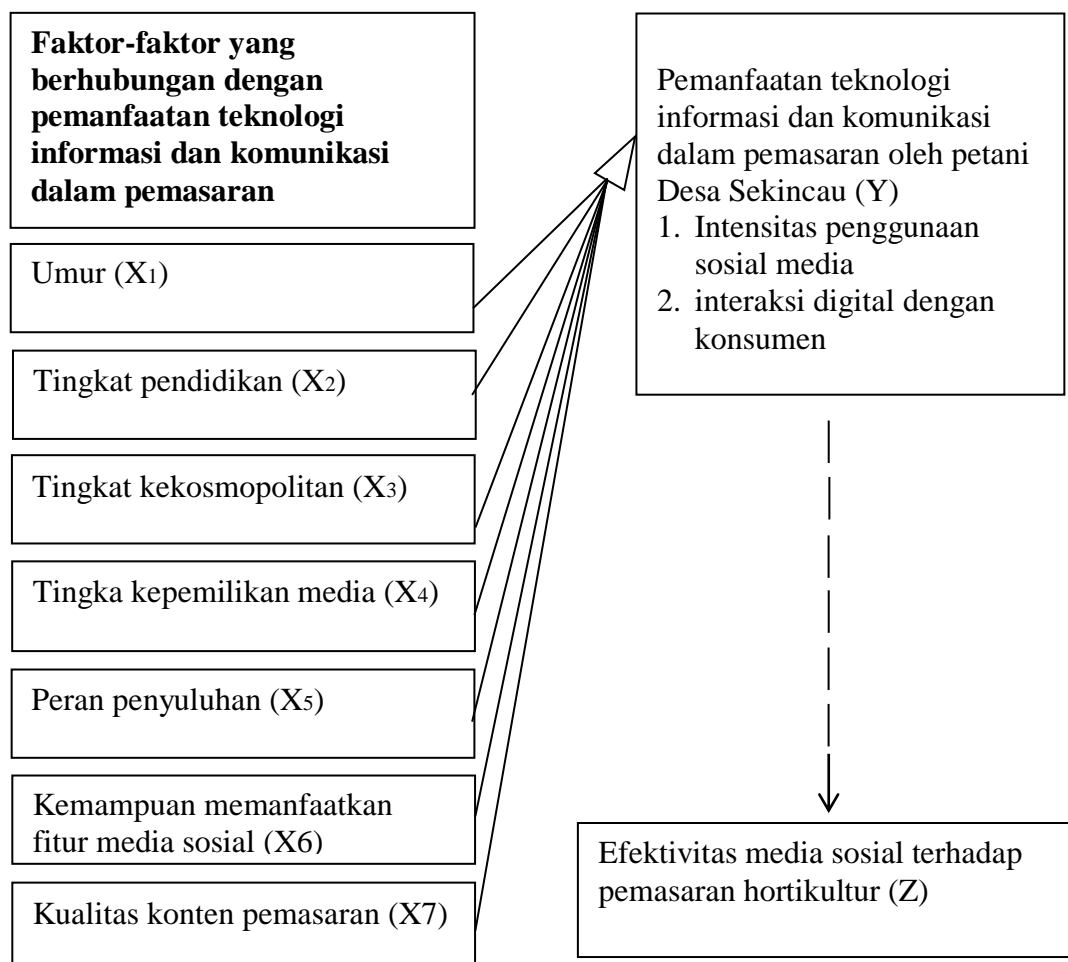 Faktor-faktor yang
berhubungan dengan
pemanfaatan teknologi
informasi dan komunikasi
dalam pemasaran
Umur (X1)
Tingkat pendidikan (X2)
Tingkat kekosmopolitan (X3)
Tingka kepemilikan media (X4)
Peran penyuluhan (X5)
Kemampuan memanfaatkan
fitur media sosial (X6)
Kualitas konten pemasaran (X7)
Pemanfaatan teknologi
informasi dan komunikasi
dalam pemasaran oleh petani
Desa Sekincau (Y)
1. Intensitas penggunaan
sosial media
2. interaksi digital dengan
konsumen
Efektivitas media sosial terhadap
pemasaran hortikultur (Z)